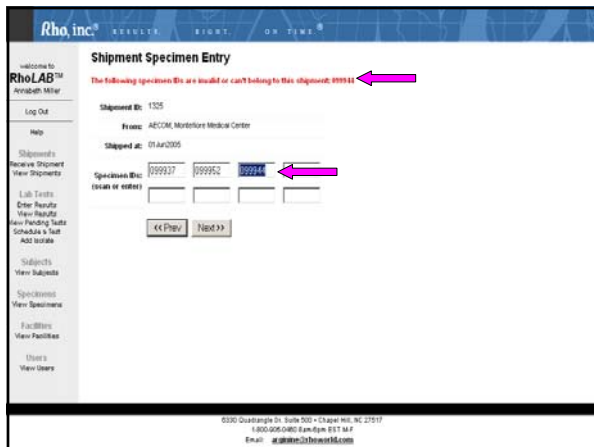 Rho, inc.® RESULTS. RIGHT. ON TIME.®
welcome to
RhoLAB™
Annabeth Miller
Log Out
Help
Shipments
Receive Shipment
View Shipments
Lab Tests
Enter Results
View Results
View Pending Tests
Schedule a Test
Add Isolate
Subjects
View Subjects
Specimens
View Specimens
Facilities
View Facilities
Users
View Users
Shipment Specimen Entry
The following specimen IDs are invalid or can't belong to this shipment: 099944
Shipment ID: 1325
From: AECOM, Montefiore Medical Center
Shipped at: 01Jun2005
Specimen IDs: 099937 099952 099944
(scan or enter)
<< Prev Next >>
6330 Quadrangle Dr. Suite 500 • Chapel Hill, NC 27517
1-800-906-0460 8am-6pm EST M-F
Email: arginine@rhoworld.com